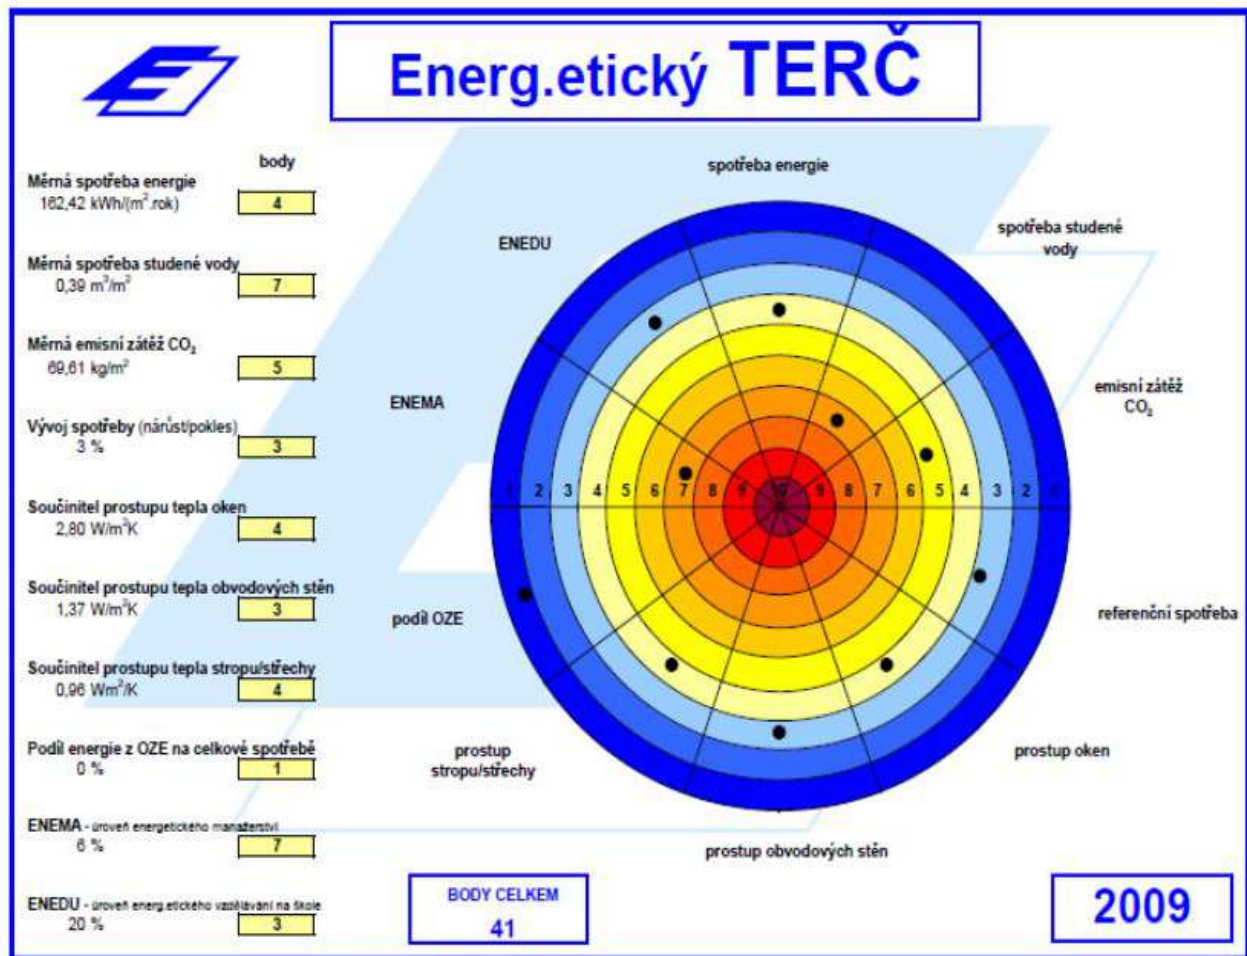 Energ.etický TERČ
body
Měrná spotřeba energie
162,42 kWh/(m².rok)
4
Měrná spotřeba studené vody
0,39 m³/m²
7
Měrná emisní zátěž CO₂
69,61 kg/m²
5
Vývoj spotřeby (nárůst/pokles)
3 %
3
Součinitel prostupu tepla oken
2,80 W/m²K
4
Součinitel prostupu tepla obvodových stěn
1,37 W/m²K
3
Součinitel prostupu tepla stropu/střechy
0,96 Wm²/K
4
Podíl energie z OZE na celkové spotřebě
0 %
1
ENEMA - úroveň energetického manažerství
6 %
7
ENEDU - úroveň energ.etického vzdělávání na škole
20 %
3
spotřeba energie
ENEDU
spotřeba studené
vody
ENEMA
emisní zátěž
CO₂
1 2 3 4 5 6 7 8 9 10 9 8 7 6 5 4 3 2 1
podíl OZE
referenční spotřeba
prostup
stropu/střechy
prostup oken
prostup obvodových stěn
BODY CELKEM
41
2009